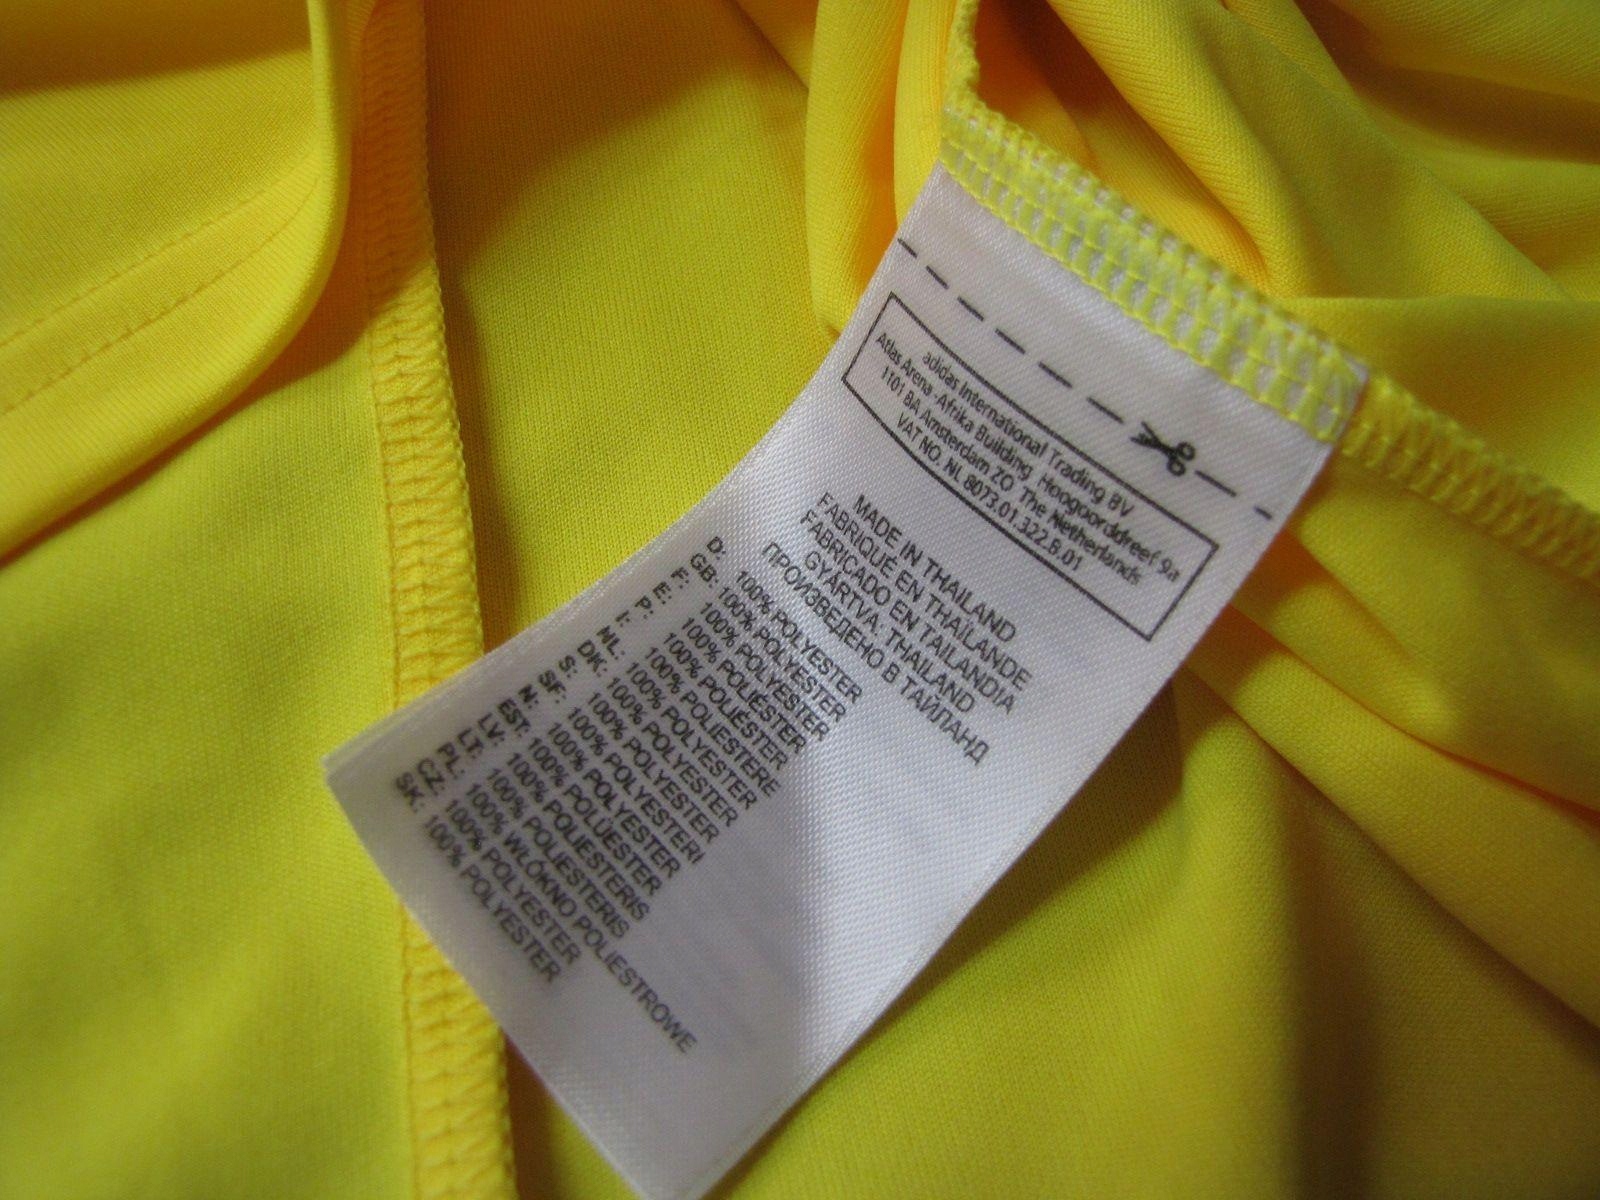 adidas International Trading BV
Atlas Arena -Afrika Building Hoogoorddreef 9a
1101 BA Amsterdam ZO The Netherlands
VAT NO. NL 8073.01.322.B.01
MADE IN THAILAND
FABRIQUÉ EN THAÏLANDE
FABRICADO EN TAILANDIA
GYÁRTVA: THAILAND
ПРОИЗВЕДЕНО В ТАЙЛАНД
D: 100% POLYESTER
GB: 100% POLYESTER
F: 100% POLYESTER
E: 100% POLIÉSTER
P: 100% POLIÉSTER
I: 100% POLIESTERE
NL: 100% POLYESTER
DK: 100% POLYESTER
S: 100% POLYESTER
SF: 100% POLYESTERI
N: 100% POLYESTER
EST: 100% POLÜESTER
LV: 100% POLIESTERIS
LT: 100% POLIESTERIS
PL: 100% WŁÓKNO POLIESTROWE
CZ: 100% POLYESTER
SK: 100% POLYESTER